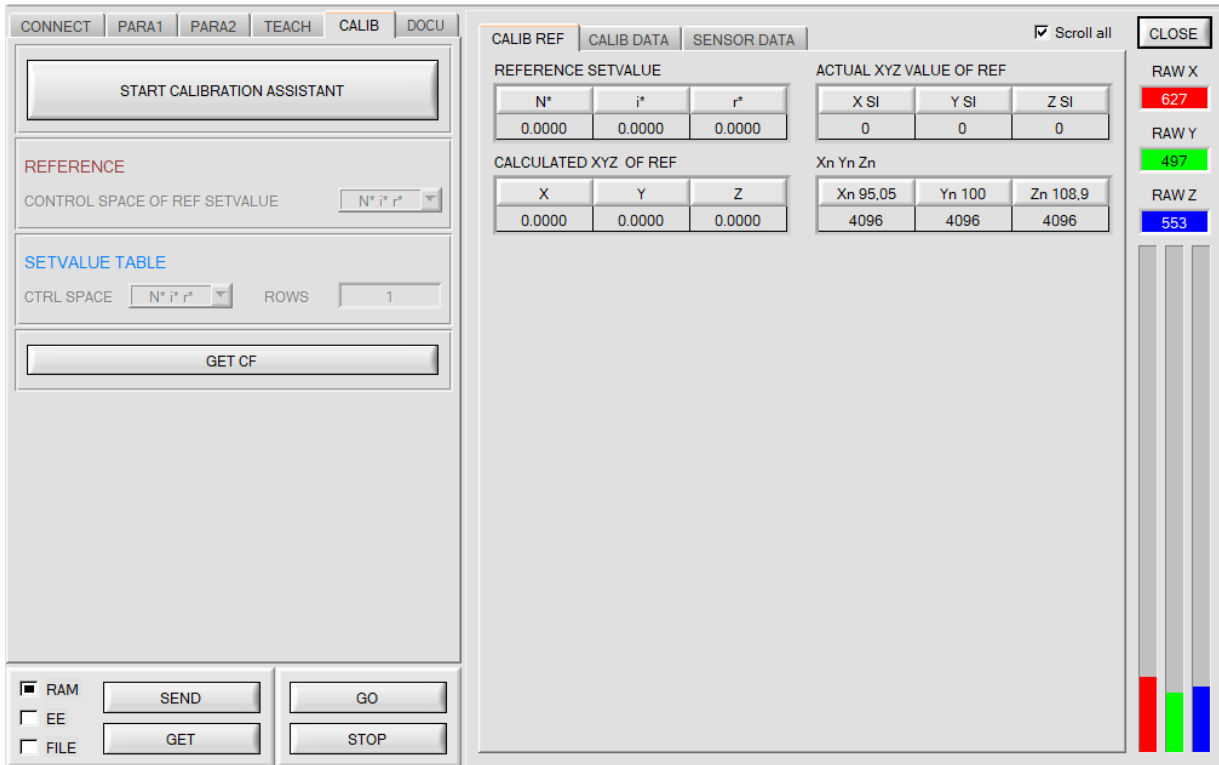 CONNECT PARA1 PARA2 TEACH CALIB DOCU
START CALIBRATION ASSISTANT
REFERENCE
CONTROL SPACE OF REF SETVALUE N* i* r*
SETVALUE TABLE
CTRL SPACE N* i* r* ROWS 1
GET CF
RAM
EE
FILE
SEND
GET
GO
STOP
CALIB REF CALIB DATA SENSOR DATA
Scroll all
REFERENCE SETVALUE
N* i* r*
0.0000 0.0000 0.0000
ACTUAL XYZ VALUE OF REF
X SI Y SI Z SI
0 0 0
CALCULATED XYZ OF REF
X Y Z
0.0000 0.0000 0.0000
Xn Yn Zn
Xn 95,05 Yn 100 Zn 108,9
4096 4096 4096
CLOSE
RAW X
627
RAW Y
497
RAW Z
553